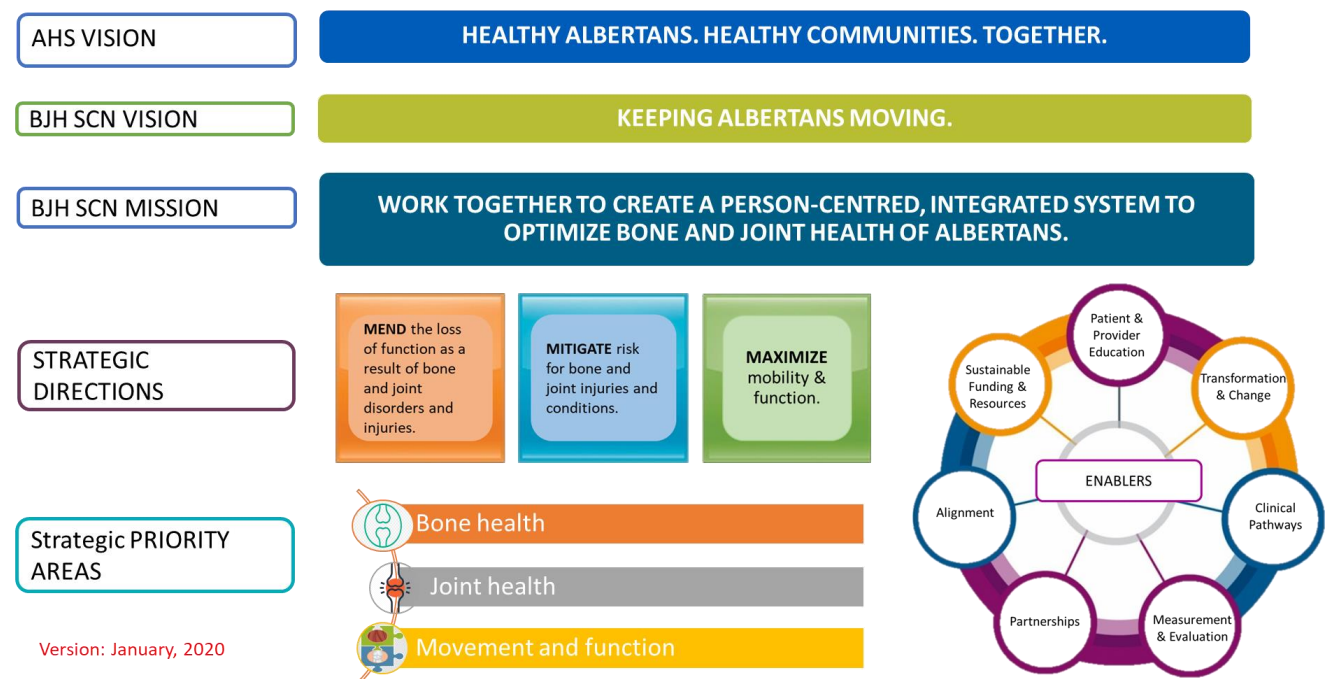 AHS VISION
HEALTHY ALBERTANS. HEALTHY COMMUNITIES. TOGETHER.
BJH SCN VISION
KEEPING ALBERTANS MOVING.
BJH SCN MISSION
WORK TOGETHER TO CREATE A PERSON-CENTRED, INTEGRATED SYSTEM TO
OPTIMIZE BONE AND JOINT HEALTH OF ALBERTANS.
STRATEGIC
DIRECTIONS
MEND the loss
of function as a
result of bone
and joint
disorders and
injuries.
MITIGATE risk
for bone and
joint injuries and
conditions.
MAXIMIZE
mobility &
function.
Strategic PRIORITY
AREAS
Bone health
Joint health
Movement and function
Version: January, 2020
ENABLERS
Patient &
Provider
Education
Transformation
& Change
Clinical
Pathways
Measurement
& Evaluation
Partnerships
Alignment
Sustainable
Funding &
Resources